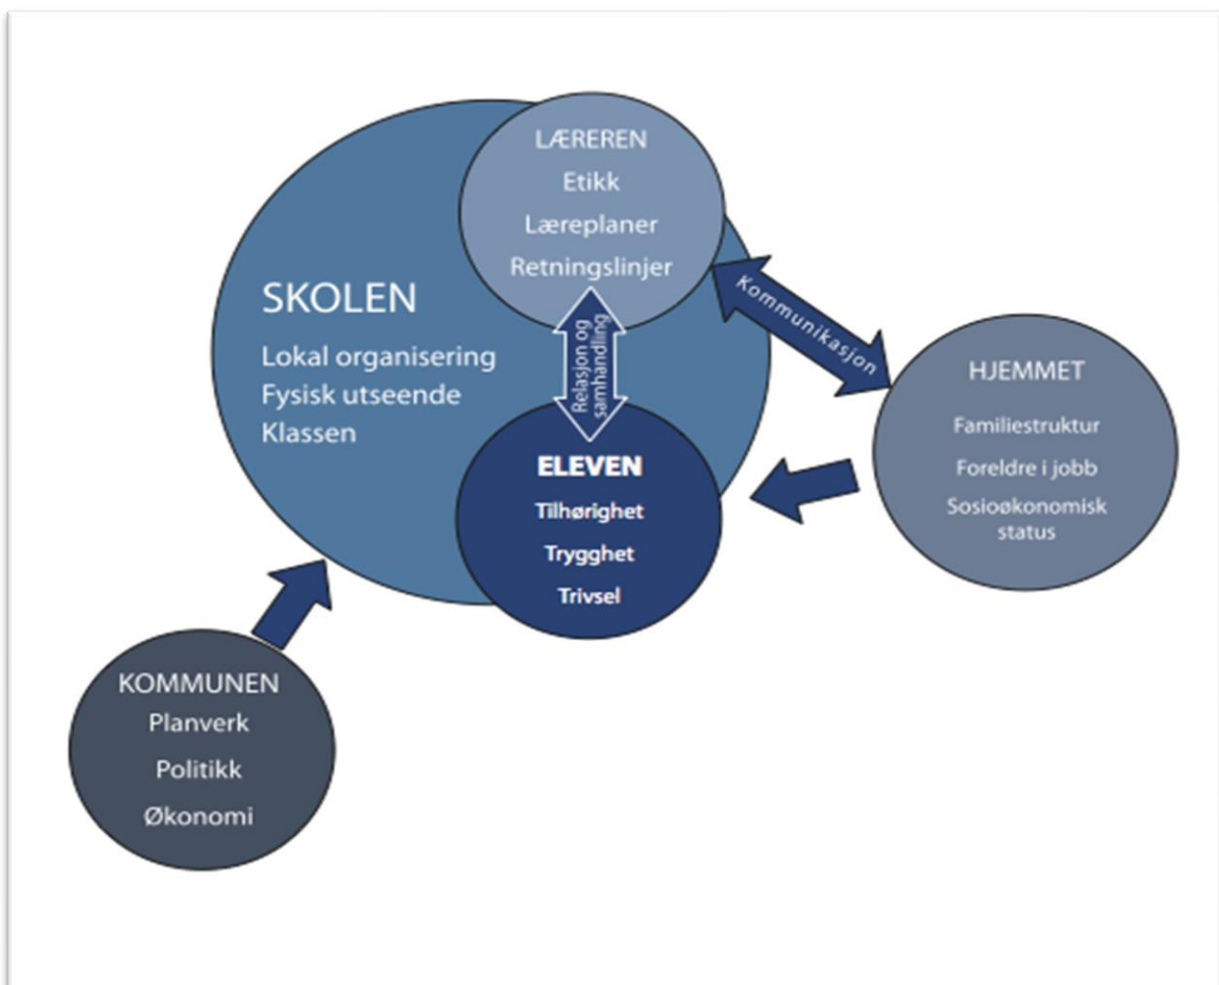 LÆREREN
Etikk
Læreplaner
Retningslinjer
SKOLEN
Lokal organisering
Fysisk utseende
Klassen
Relasjon og
samhandling
Kommunikasjon
ELEVEN
Tilhørighet
Trygghet
Trivsel
HJEMMET
Familiestruktur
Foreldre i jobb
Sosioøkonomisk
status
KOMMUNEN
Planverk
Politikk
Økonomi